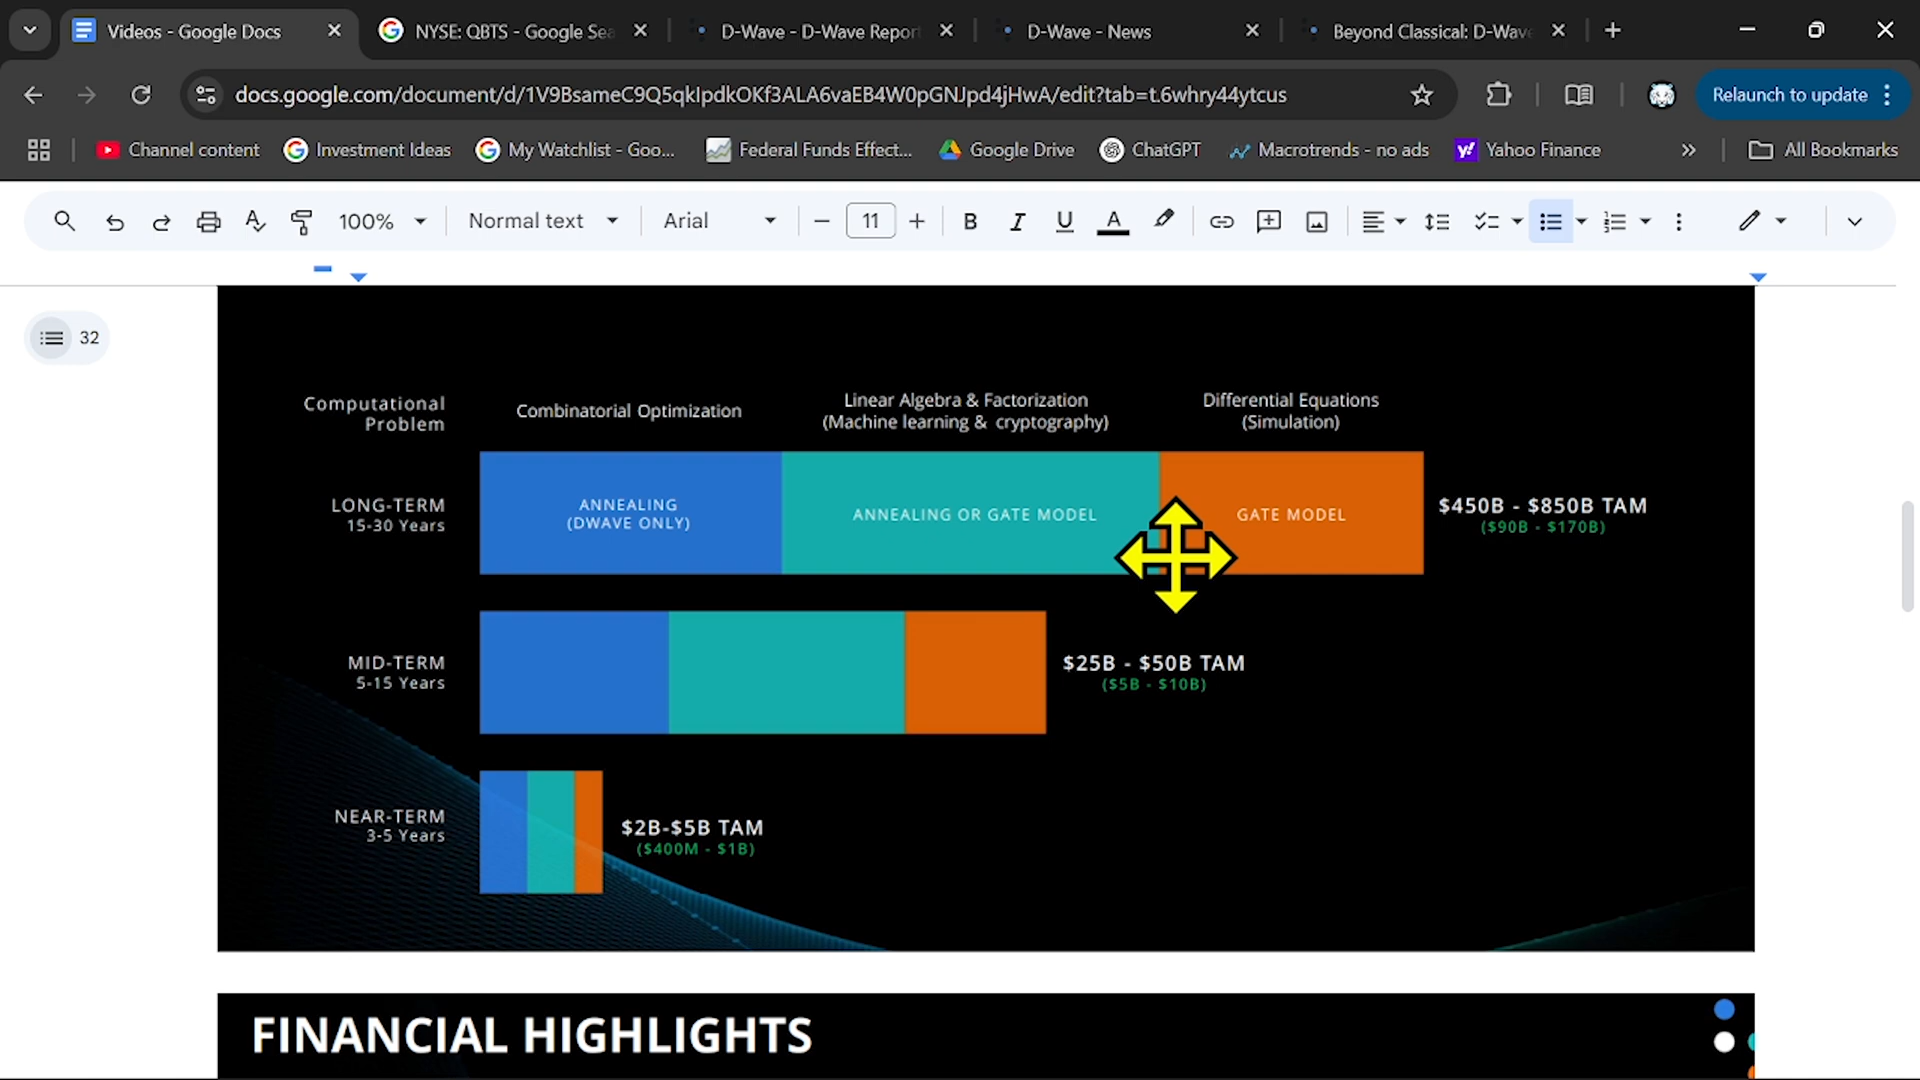 Videos - Google Docs
NYSE: QBTS - Google Sea
D-Wave - D-Wave Report
D-Wave - News
Beyond Classical: D-Wave
docs.google.com/document/d/1V9BsameC9Q5qkIpdkOKf3ALA6vaEB4W0pGNJpd4jHwA/edit?tab=t.6whry44ytcus
Relaunch to update
Channel content
Investment Ideas
My Watchlist - Goo...
Federal Funds Effect...
Google Drive
ChatGPT
Macrotrends - no ads
Yahoo Finance
All Bookmarks
100%
Normal text
Arial
11
32
Computational
Problem
Combinatorial Optimization
Linear Algebra & Factorization
(Machine learning & cryptography)
Differential Equations
(Simulation)
LONG-TERM
15-30 Years
ANNEALING
(DWAVE ONLY)
ANNEALING OR GATE MODEL
GATE MODEL
$450B - $850B TAM
($90B - $170B)
MID-TERM
5-15 Years
$25B - $50B TAM
($5B - $10B)
NEAR-TERM
3-5 Years
$2B-$5B TAM
($400M - $1B)
FINANCIAL HIGHLIGHTS